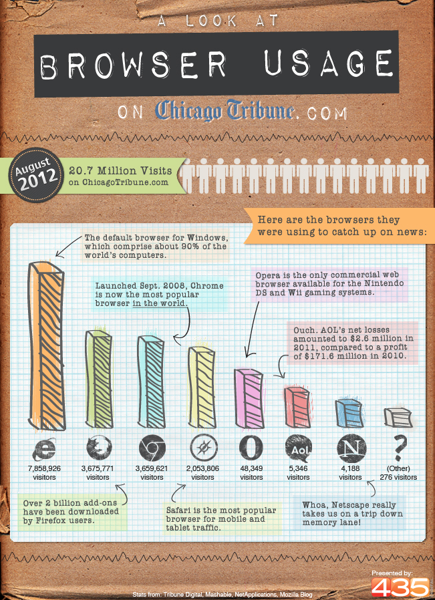 A LOOK AT
BROWSER USAGE
ON Chicago Tribune.COM
August
2012
20.7 Million Visits
on ChicagoTribune.com
Here are the browsers they
were using to catch up on news:
The default browser for Windows,
which comprise about 90% of the
world's computers.
Launched Sept. 2008, Chrome
is now the most popular
browser in the world.
Opera is the only commercial web
browser available for the Nintendo
DS and Wii gaming systems.
Ouch. AOL's net losses
amounted to $2.6 million in
2011, compared to a profit
of $171.6 million in 2010.
Aol
N
?
7,858,926
visitors
3,675,771
visitors
3,659,621
visitors
2,053,806
visitors
48,349
visitors
5,346
visitors
4,188
visitors
(Other)
276 visitors
Over 2 billion add-ons
have been downloaded
by Firefox users.
Safari is the most popular
browser for mobile and
tablet traffic.
Whoa, Netscape really
takes us on a trip down
memory lane!
Presented by:
435
Stats from: Tribune Digital, Mashable, NetApplications, Mozilla Blog